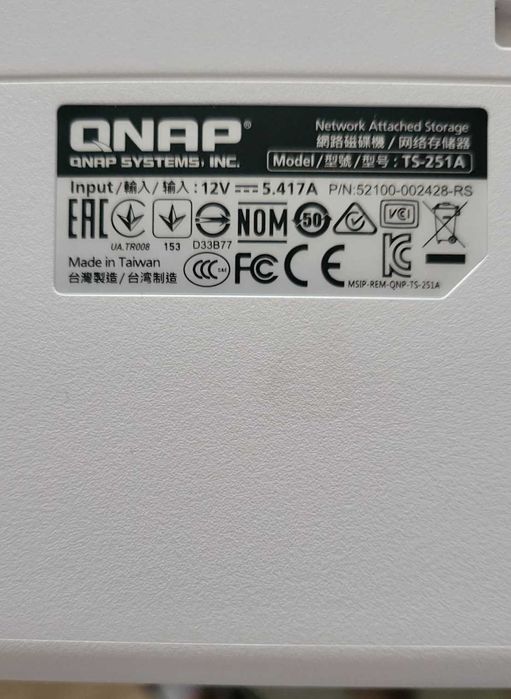 QNAP®
QNAP SYSTEMS, INC.
Network Attached Storage
網路磁碟機 / 网络存储器
Model/型號/型号 : TS-251A
Input/輸入/输入 : 12V ⎓ 5.417A P/N:52100-002428-RS
EAC UA.TR008 153 D33B77 NOM 50 VCI
Made in Taiwan
台灣製造/台湾制造
CCC FC CE KC
MSIP-REM-QNP-TS-251A